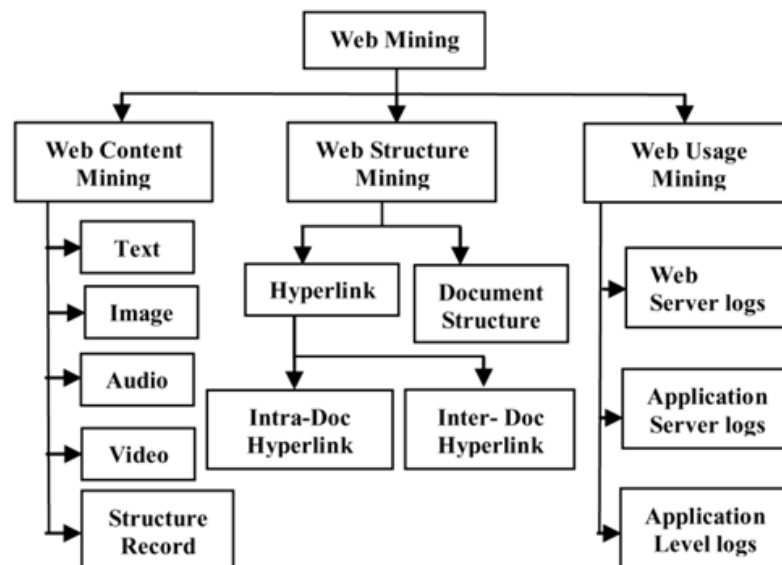 Web Mining
Web Content
Mining
Web Structure
Mining
Web Usage
Mining
Text
Image
Audio
Video
Structure
Record
Hyperlink
Document
Structure
Intra-Doc
Hyperlink
Inter- Doc
Hyperlink
Web
Server logs
Application
Server logs
Application
Level logs